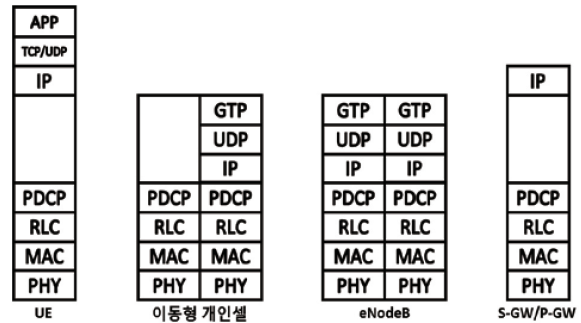 APP
TCP/UDP
IP
PDCP
RLC
MAC
PHY
UE
GTP
UDP
IP
PDCP PDCP
RLC RLC
MAC MAC
PHY PHY
이동형 개인셀
GTP GTP
UDP UDP
IP IP
PDCP PDCP
RLC RLC
MAC MAC
PHY PHY
eNodeB
IP
PDCP
RLC
MAC
PHY
S-GW/P-GW